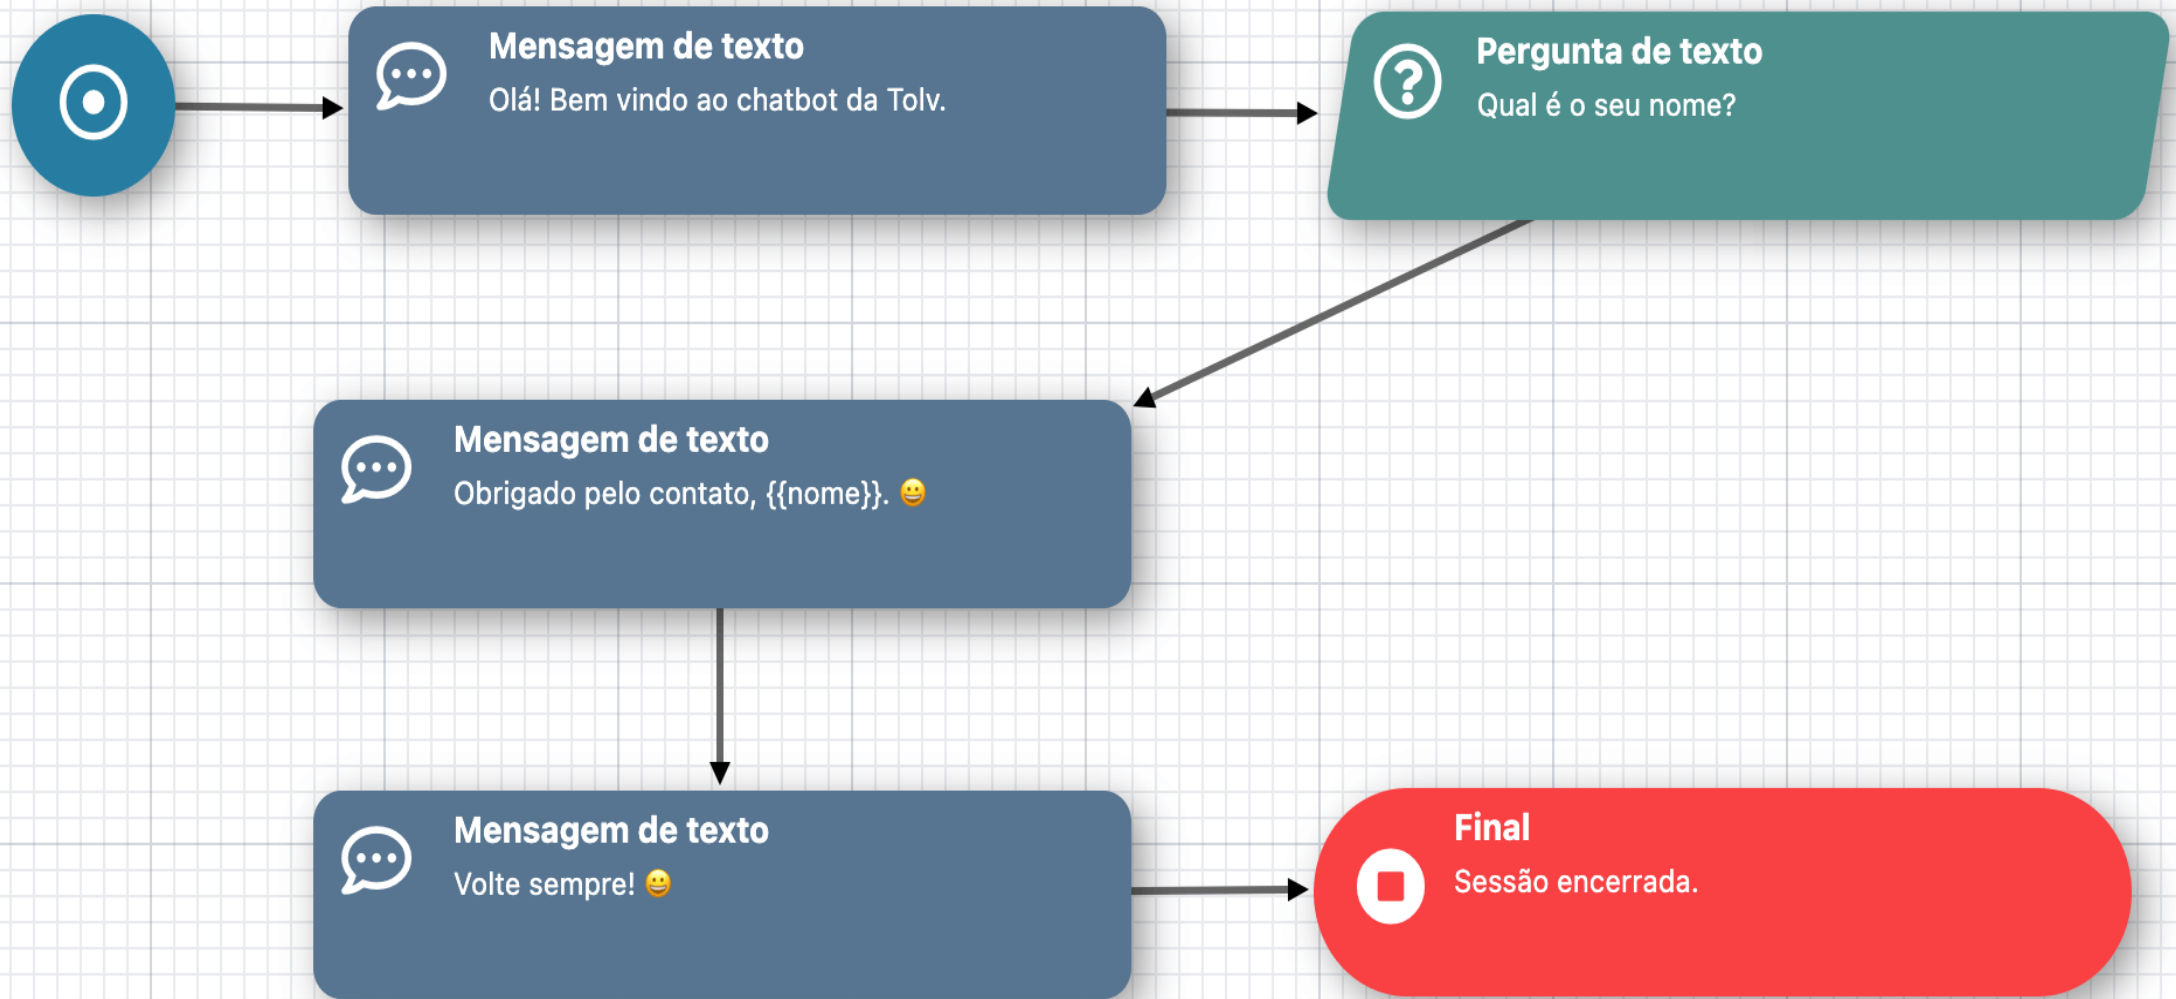 Mensagem de texto
Olá! Bem vindo ao chatbot da Tolv.
Pergunta de texto
Qual é o seu nome?
Mensagem de texto
Obrigado pelo contato, {{nome}}. 😀
Mensagem de texto
Volte sempre! 😀
Final
Sessão encerrada.